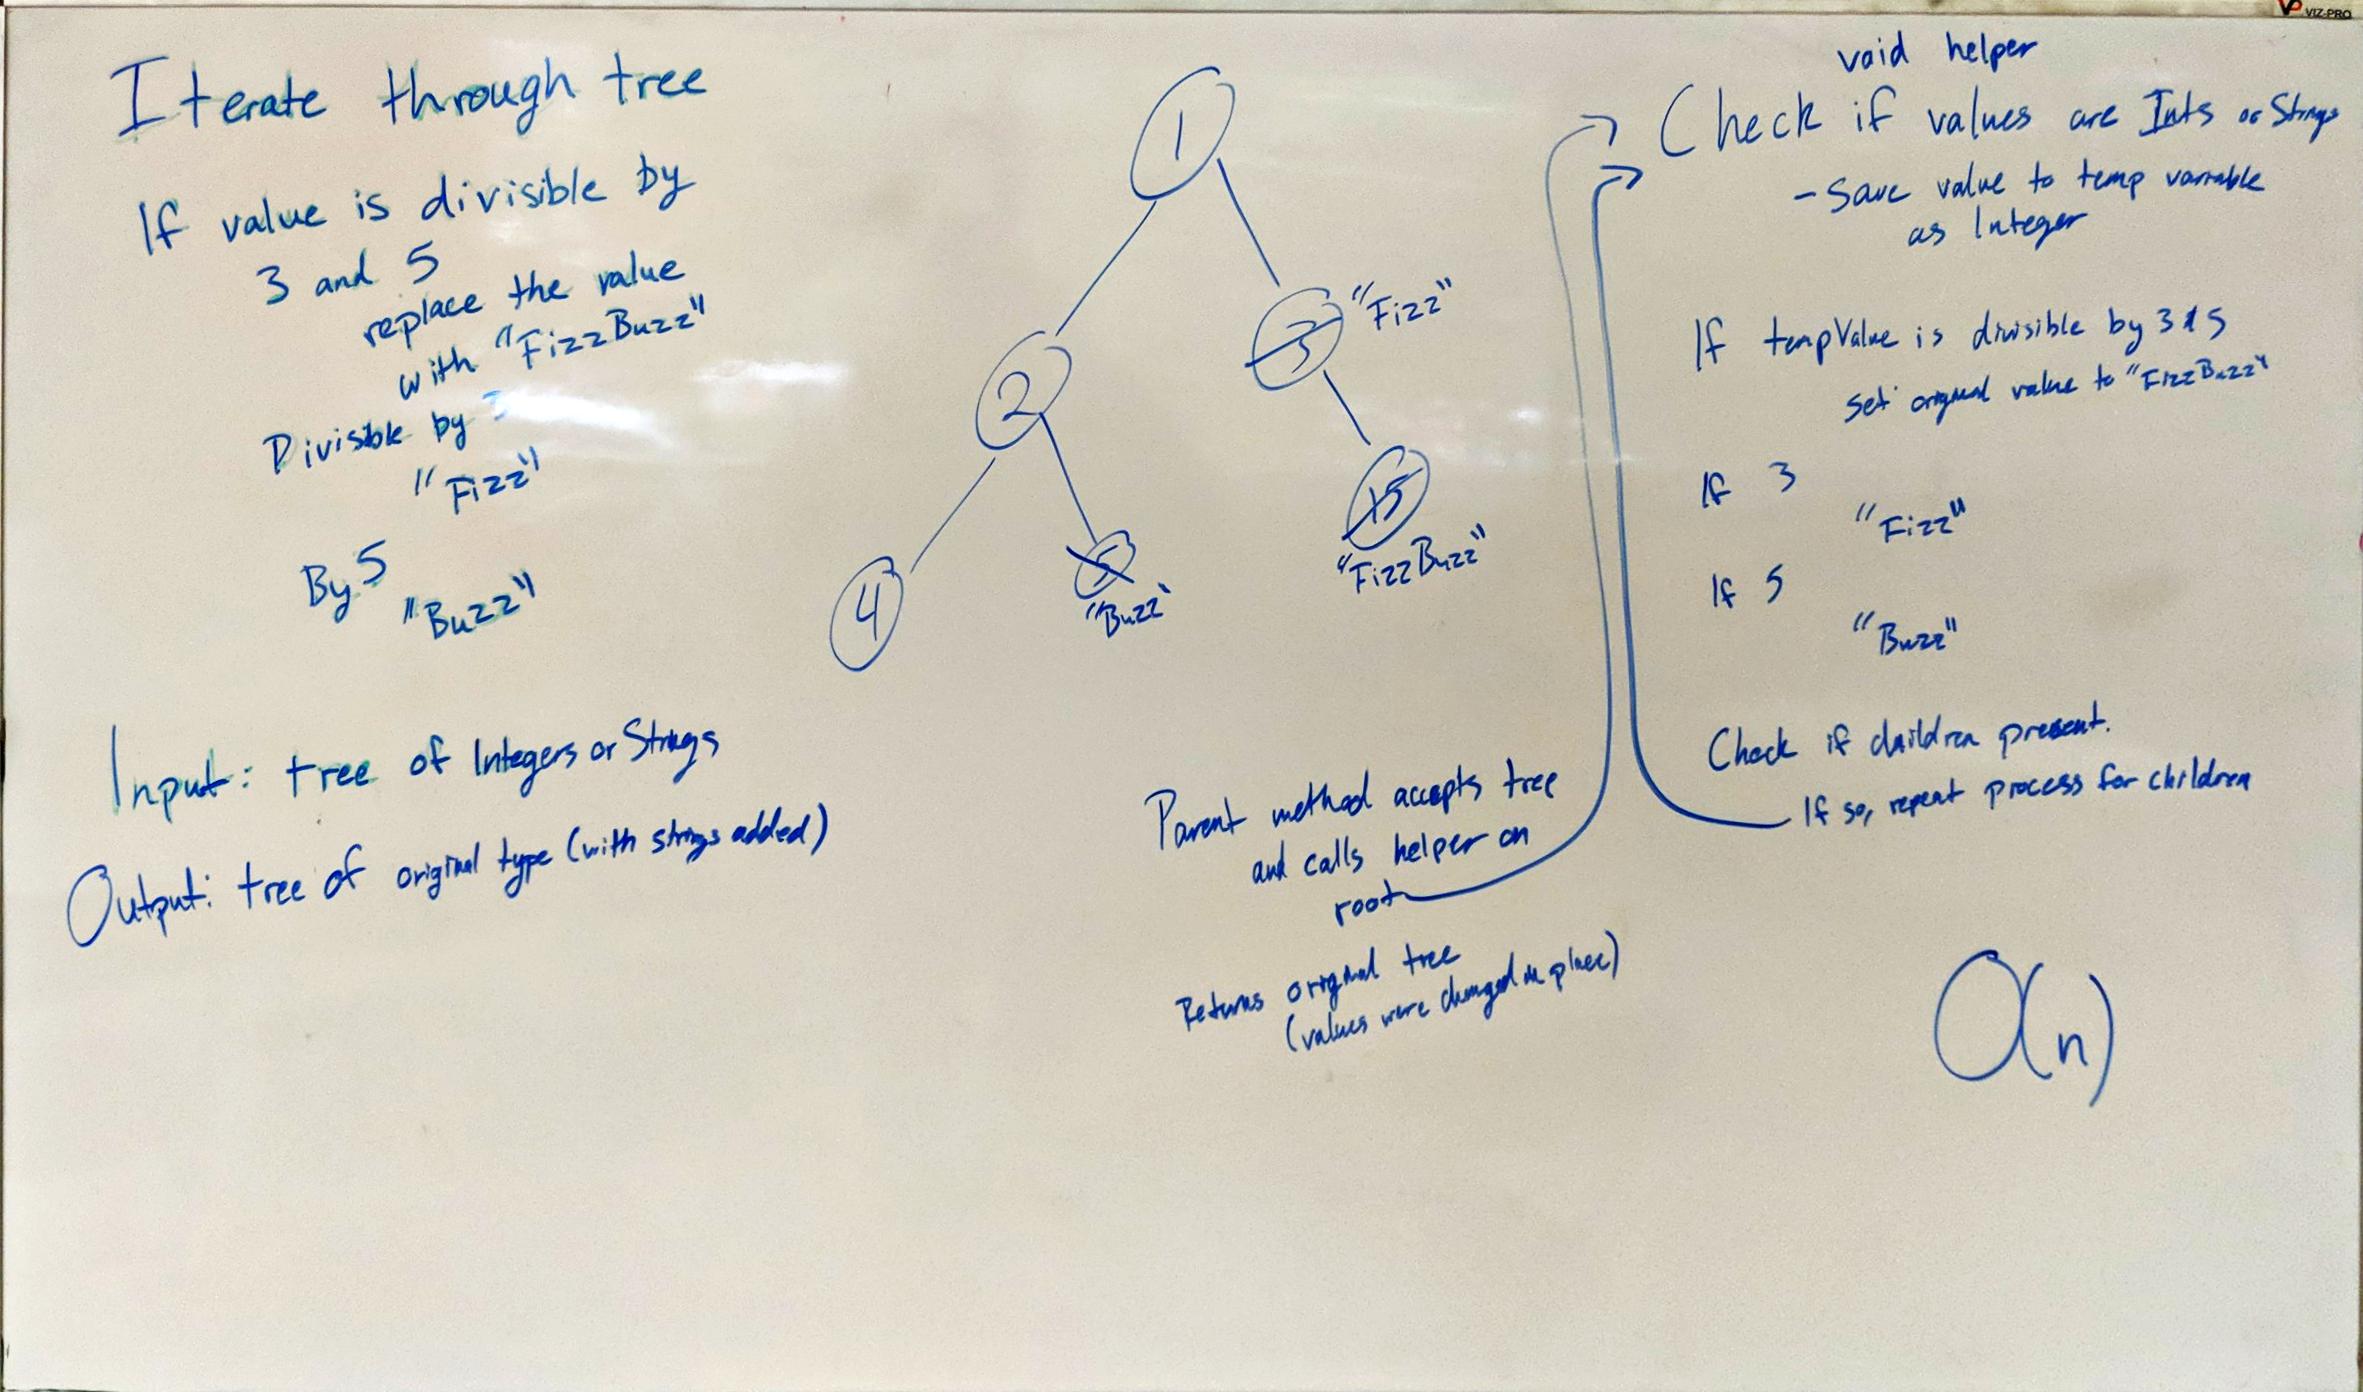 Iterate through tree
If value is divisible by
3 and 5
replace the value
with "FizzBuzz"
Divisible by 3
"Fizz"
By 5
"Buzz"
Input: tree of Integers or Strings
Output: tree of original type (with strings added)
1
2
3 "Fizz"
4
5
"Buzz"
15
"FizzBuzz"
Parent method accepts tree
and calls helper on
root
Returns original tree
(values were changed in place)
void helper
Check if values are Ints or Strings
- Save value to temp variable
as Integer
If tempValue is divisible by 3 & 5
Set original value to "FizzBuzz"
If 3
"Fizz"
If 5
"Buzz"
Check if children present.
If so, repeat process for children
O(n)
VIZ-PRO